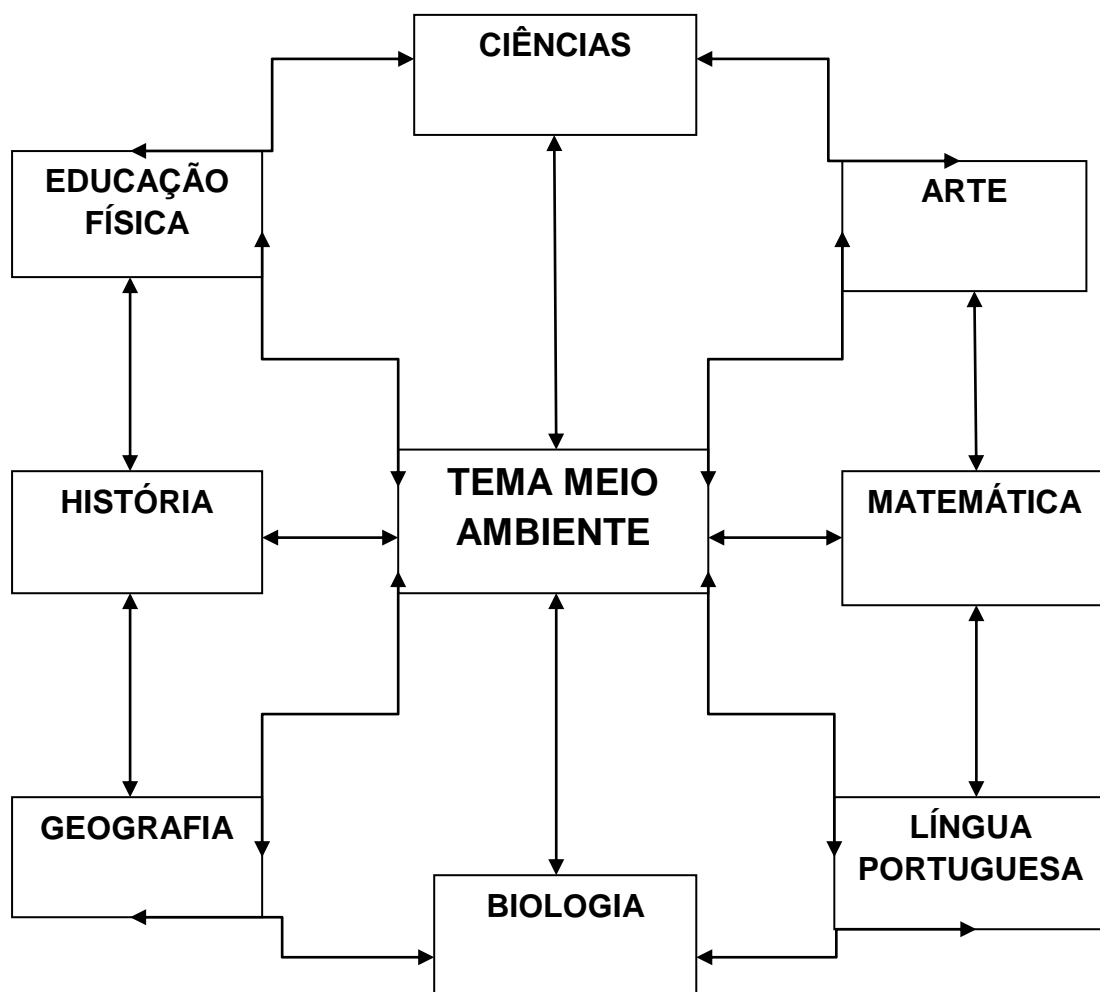 CIÊNCIAS
EDUCAÇÃO
FÍSICA
ARTE
HISTÓRIA
TEMA MEIO
AMBIENTE
MATEMÁTICA
GEOGRAFIA
BIOLOGIA
LÍNGUA
PORTUGUESA